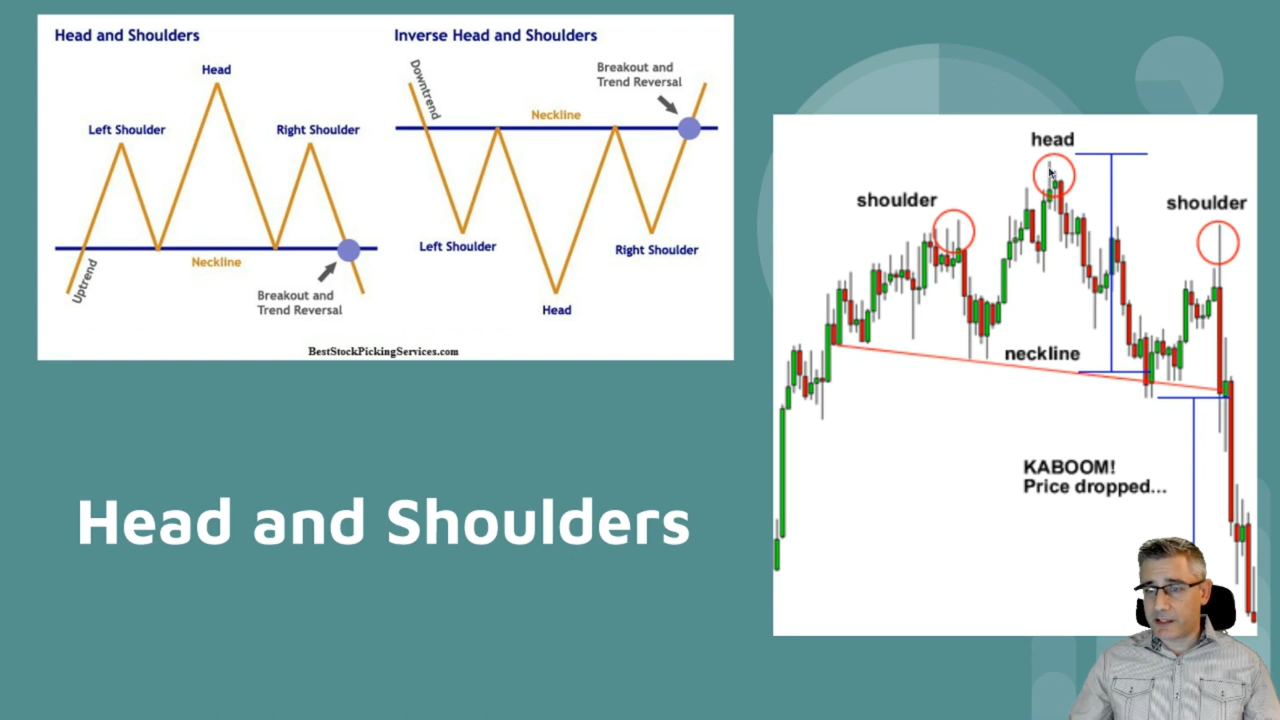 Head and Shoulders
Head
Left Shoulder
Right Shoulder
Neckline
Uptrend
Breakout and
Trend Reversal
Inverse Head and Shoulders
Downtrend
Breakout and
Trend Reversal
Neckline
Left Shoulder
Right Shoulder
Head
BestStockPickingServices.com
head
shoulder
shoulder
neckline
KABOOM!
Price dropped...
Head and Shoulders